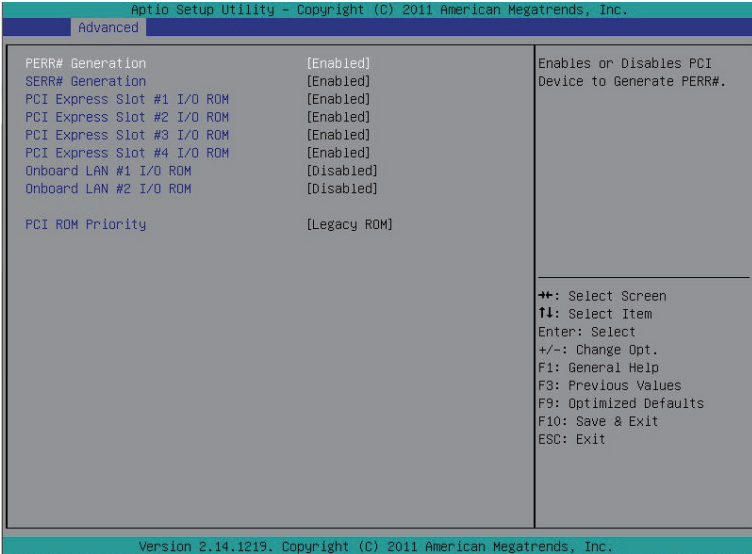 Aptio Setup Utility – Copyright (C) 2011 American Megatrends, Inc.
Advanced
PERR# Generation [Enabled]
SERR# Generation [Enabled]
PCI Express Slot #1 I/O ROM [Enabled]
PCI Express Slot #2 I/O ROM [Enabled]
PCI Express Slot #3 I/O ROM [Enabled]
PCI Express Slot #4 I/O ROM [Enabled]
Onboard LAN #1 I/O ROM [Disabled]
Onboard LAN #2 I/O ROM [Disabled]
PCI ROM Priority [Legacy ROM]
Enables or Disables PCI
Device to Generate PERR#.
→←: Select Screen
↑↓: Select Item
Enter: Select
+/-: Change Opt.
F1: General Help
F3: Previous Values
F9: Optimized Defaults
F10: Save & Exit
ESC: Exit
Version 2.14.1219. Copyright (C) 2011 American Megatrends, Inc.